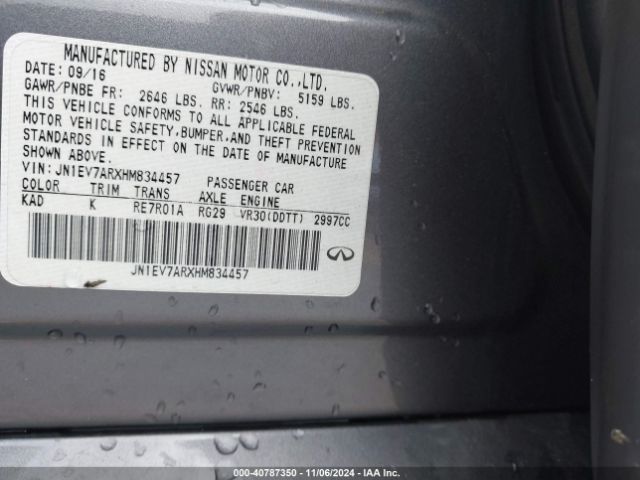 MANUFACTURED BY NISSAN MOTOR CO.,LTD.
DATE: 09/16 GVWR/PNBV: 5159 LBS.
GAWR/PNBE FR: 2646 LBS. RR: 2546 LBS.
THIS VEHICLE CONFORMS TO ALL APPLICABLE FEDERAL
MOTOR VEHICLE SAFETY,BUMPER,AND THEFT PREVENTION
STANDARDS IN EFFECT ON THE DATE OF MANUFACTURE
SHOWN ABOVE.
VIN: JN1EV7ARXHM834457 PASSENGER CAR
COLOR TRIM TRANS AXLE ENGINE
KAD K RE7R01A RG29 VR30(DDTT) 2997CC
JN1EV7ARXHM834457
000-40787350 | 11/06/2024 | IAA Inc.